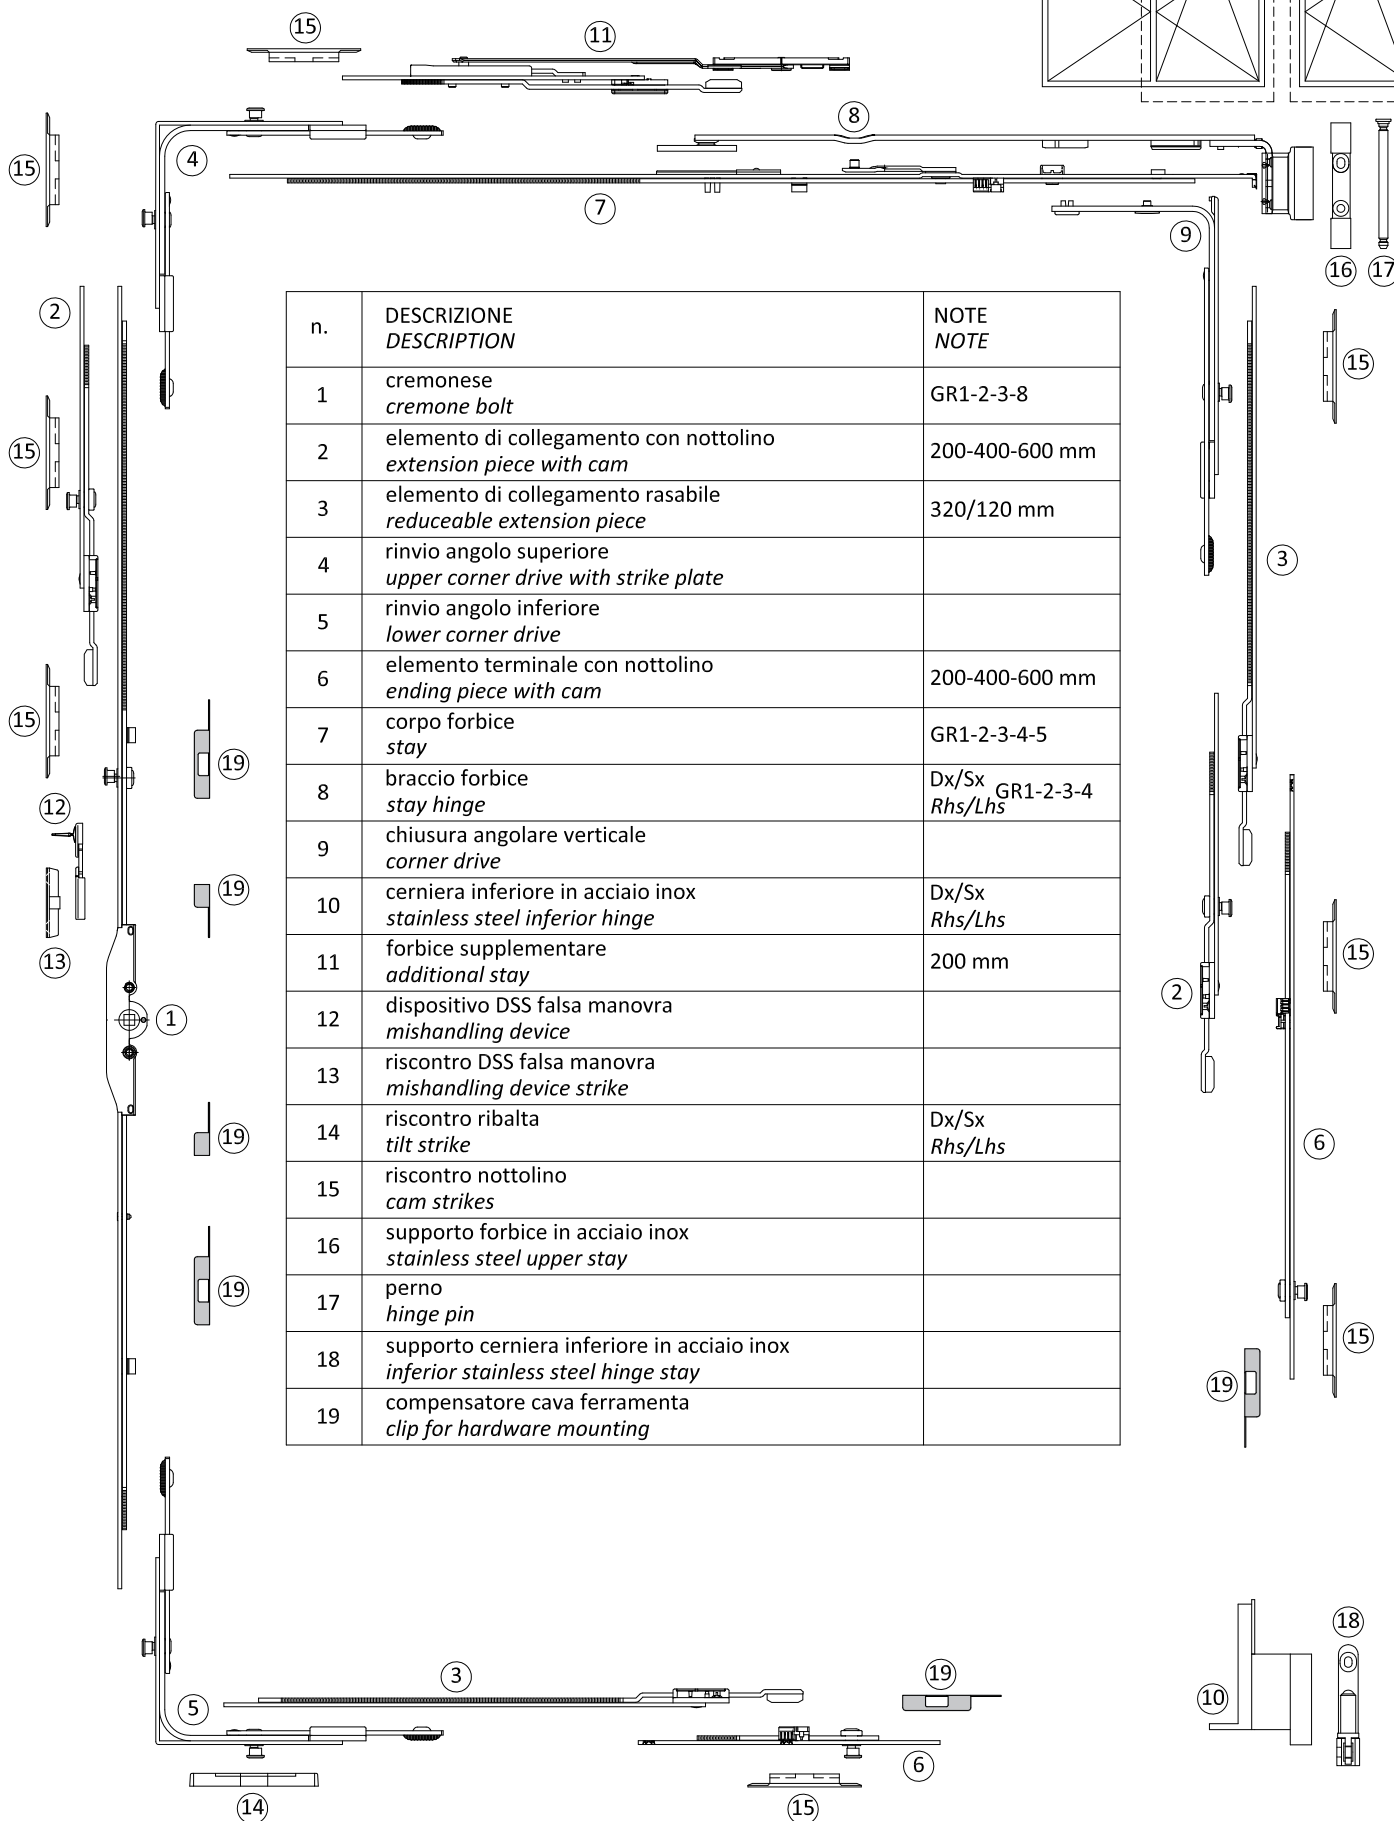 15
11
8
15
4
7
9
16
17
2
15
15
3
15
15
19
12
19
13
15
2
1
19
6
19
15
19
3
19
18
10
5
6
14
15
n.
DESCRIZIONE
DESCRIPTION
NOTE
NOTE
1
cremonese
cremone bolt
GR1-2-3-8
2
elemento di collegamento con nottolino
extension piece with cam
200-400-600 mm
3
elemento di collegamento rasabile
reduceable extension piece
320/120 mm
4
rinvio angolo superiore
upper corner drive with strike plate
5
rinvio angolo inferiore
lower corner drive
6
elemento terminale con nottolino
ending piece with cam
200-400-600 mm
7
corpo forbice
stay
GR1-2-3-4-5
8
braccio forbice
stay hinge
Dx/Sx
Rhs/Lhs
GR1-2-3-4
9
chiusura angolare verticale
corner drive
10
cerniera inferiore in acciaio inox
stainless steel inferior hinge
Dx/Sx
Rhs/Lhs
11
forbice supplementare
additional stay
200 mm
12
dispositivo DSS falsa manovra
mishandling device
13
riscontro DSS falsa manovra
mishandling device strike
14
riscontro ribalta
tilt strike
Dx/Sx
Rhs/Lhs
15
riscontro nottolino
cam strikes
16
supporto forbice in acciaio inox
stainless steel upper stay
17
perno
hinge pin
18
supporto cerniera inferiore in acciaio inox
inferior stainless steel hinge stay
19
compensatore cava ferramenta
clip for hardware mounting